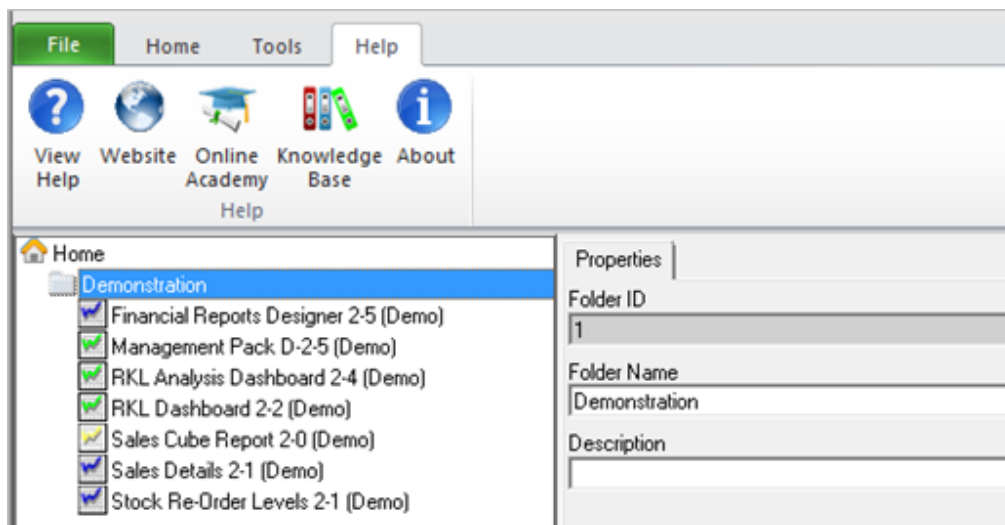 File Home Tools Help
View Help
Website
Online Academy
Knowledge Base
About
Help
Home
Demonstration
Financial Reports Designer 2-5 (Demo)
Management Pack D-2-5 (Demo)
RKL Analysis Dashboard 2-4 (Demo)
RKL Dashboard 2-2 (Demo)
Sales Cube Report 2-0 (Demo)
Sales Details 2-1 (Demo)
Stock Re-Order Levels 2-1 (Demo)
Properties
Folder ID
1
Folder Name
Demonstration
Description